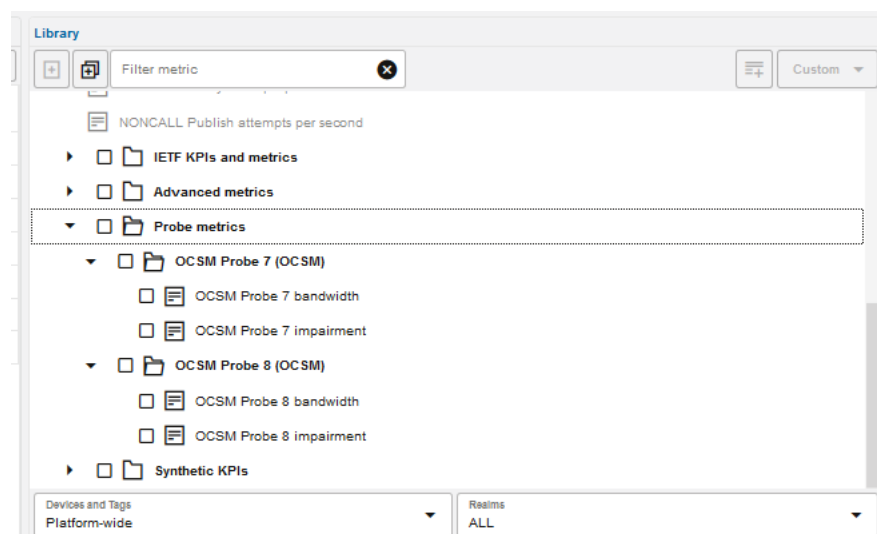 Library
Filter metric
Custom
NONCALL Publish attempts per second
IETF KPIs and metrics
Advanced metrics
Probe metrics
OCSM Probe 7 (OCSM)
OCSM Probe 7 bandwidth
OCSM Probe 7 impairment
OCSM Probe 8 (OCSM)
OCSM Probe 8 bandwidth
OCSM Probe 8 impairment
Synthetic KPIs
Devices and Tags
Platform-wide
Realms
ALL